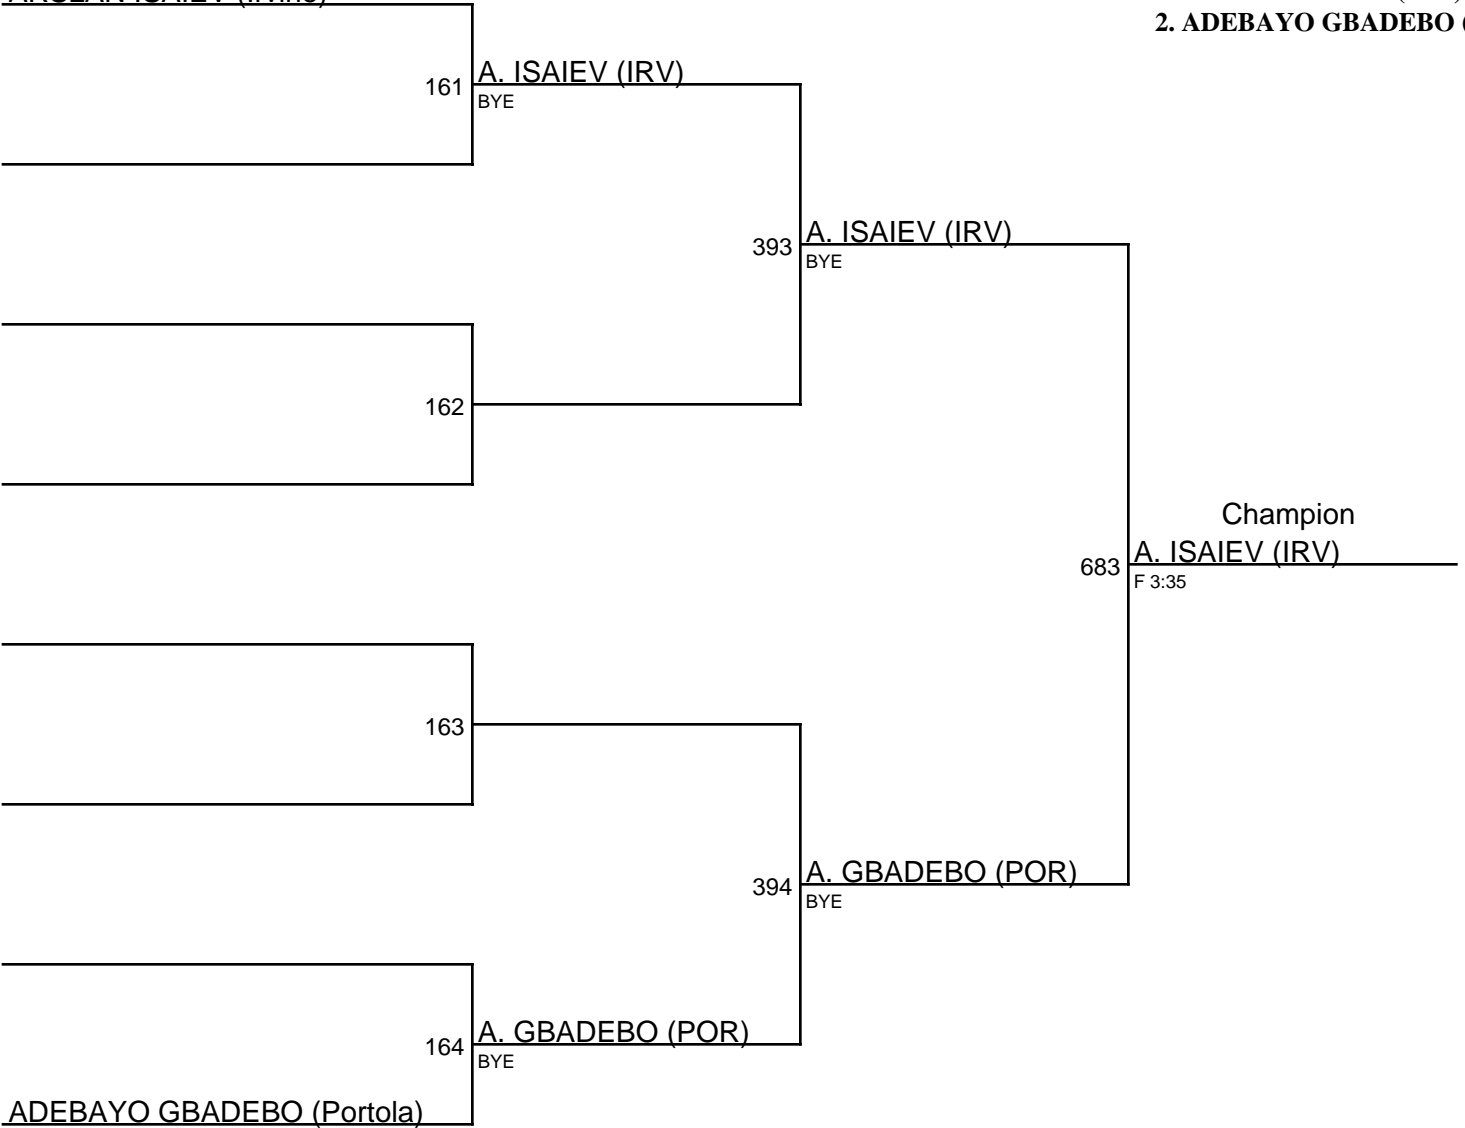 ISAIEV
2. ADEBAYO GBADEBO (
161 A. ISAIEV (IRV)
BYE
393 A. ISAIEV (IRV)
BYE
162
Champion
683 A. ISAIEV (IRV)
F 3:35
163
394 A. GBADEBO (POR)
BYE
164 A. GBADEBO (POR)
BYE
ADEBAYO GBADEBO (Portola)